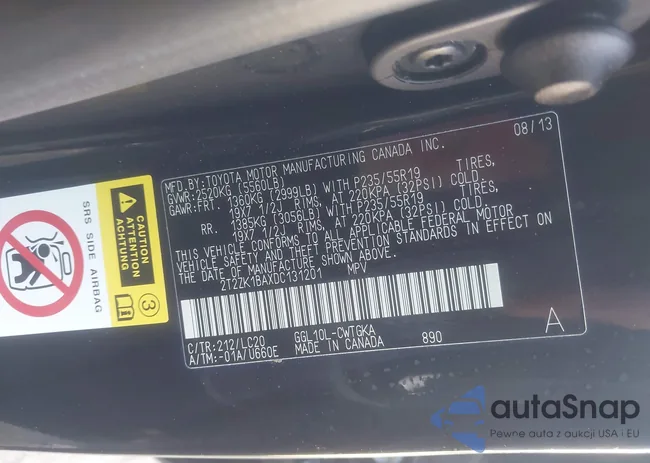 MFD.BY:TOYOTA MOTOR MANUFACTURING CANADA INC. 08/13
GVWR:2520KG (5560LB)
GAWR:FRT. 1360KG (2999LB) WITH P235/55R19 TIRES,
19X7 1/2J RIMS, AT 220KPA (32PSI) COLD.
RR. 1385KG (3056LB) WITH P235/55R19 TIRES,
19X7 1/2J RIMS, AT 220KPA (32PSI) COLD.
THIS VEHICLE CONFORMS TO ALL APPLICABLE FEDERAL MOTOR
VEHICLE SAFETY AND THEFT PREVENTION STANDARDS IN EFFECT ON
THE DATE OF MANUFACTURE SHOWN ABOVE.
2T2ZK1BAXDC131201 MPV
C/TR:212/LC20 GGL10L-CWTGKA
A/TM:-01A/U660E MADE IN CANADA 890 A
CAUTION
ATTENTION
ACHTUNG
SRS SIDE AIRBAG
3
autaSnap
Pewne auta z aukcji USA i EU